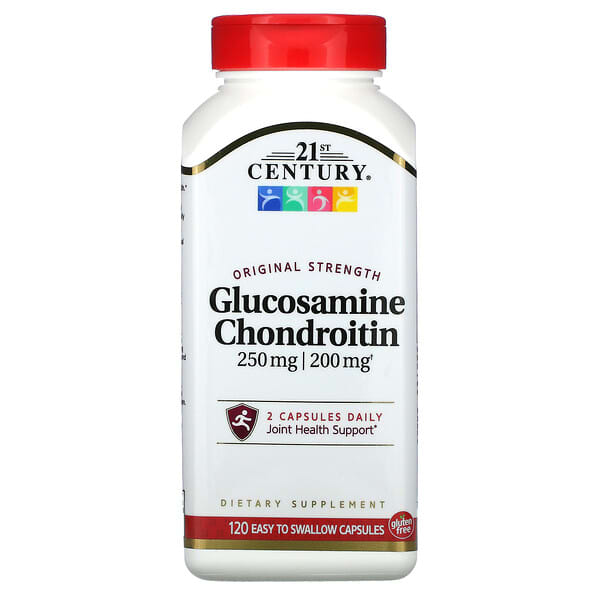 21ST
CENTURY®
ORIGINAL STRENGTH
Glucosamine
Chondroitin
250 mg | 200 mg†
2 CAPSULES DAILY
Joint Health Support*
DIETARY SUPPLEMENT
120 EASY TO SWALLOW CAPSULES
gluten
free